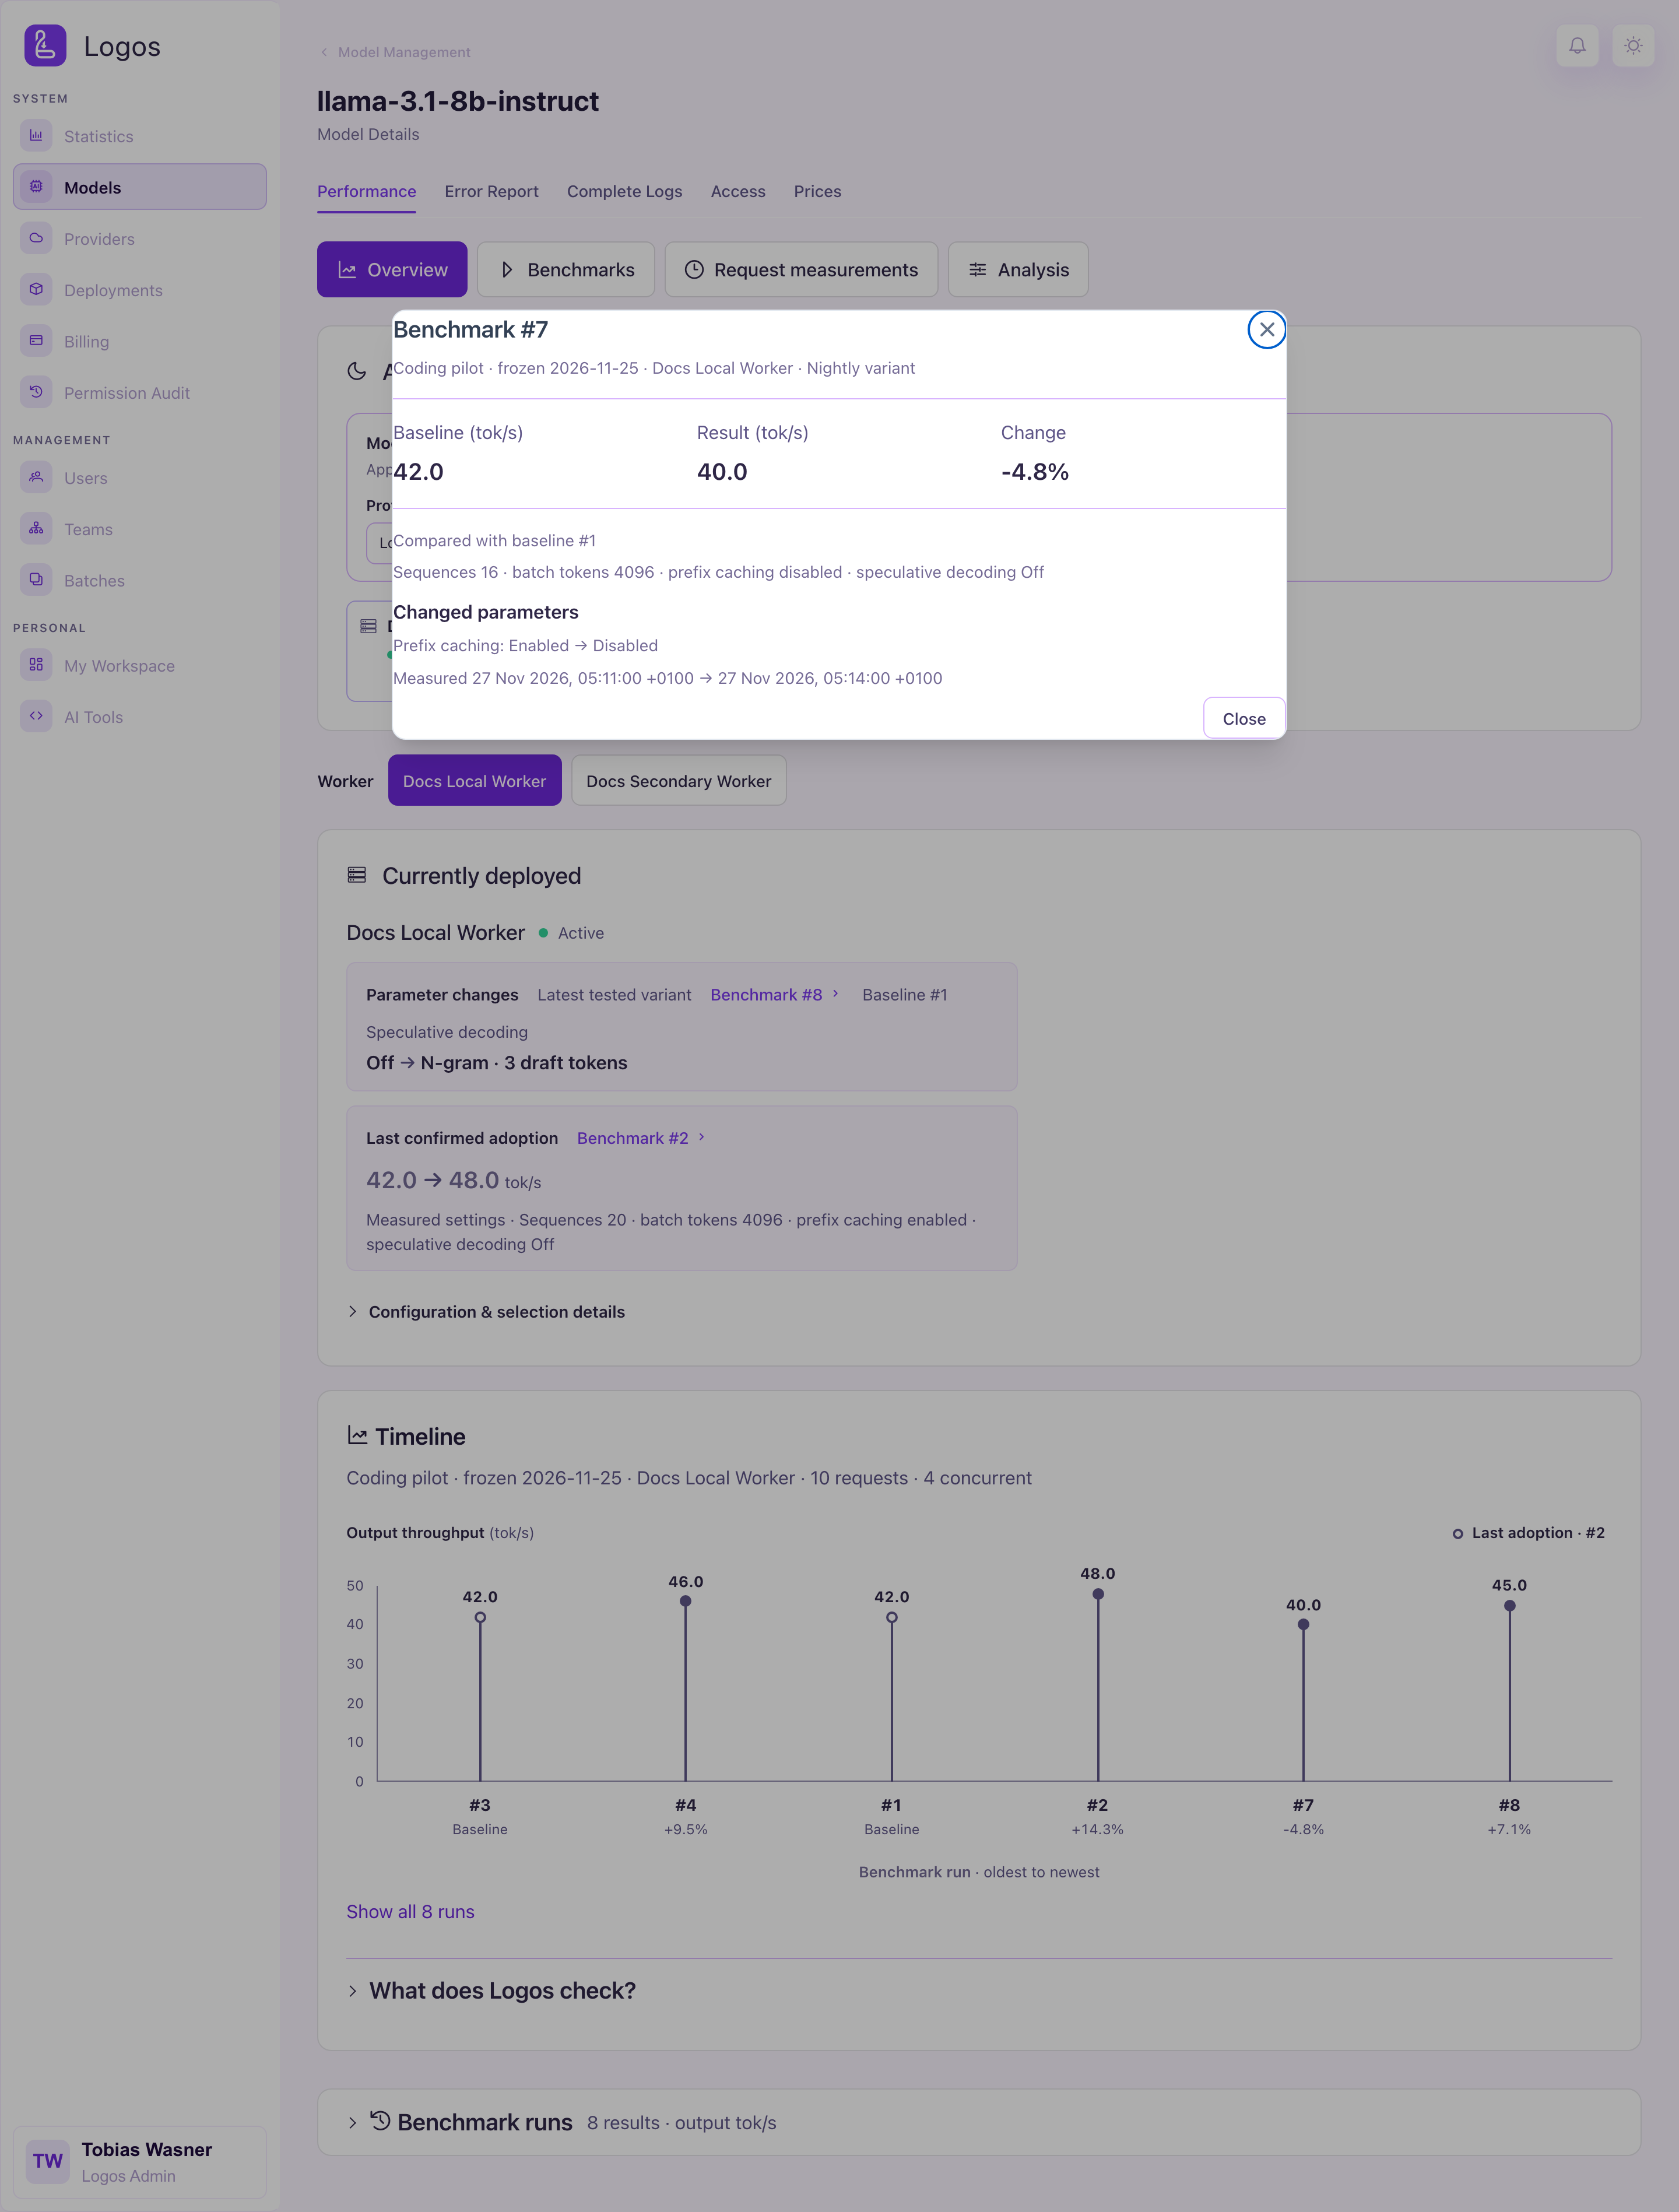 Logos
SYSTEM
Statistics
Models
Providers
Deployments
Billing
Permission Audit
MANAGEMENT
Users
Teams
Batches
PERSONAL
My Workspace
AI Tools
TW
Tobias Wasner
Logos Admin
Model Management
llama-3.1-8b-instruct
Model Details
Performance Error Report Complete Logs Access Prices
Overview Benchmarks Request measurements Analysis
Benchmark #7
Coding pilot · frozen 2026-11-25 · Docs Local Worker · Nightly variant
Baseline (tok/s) Result (tok/s) Change
42.0 40.0 -4.8%
Compared with baseline #1
Sequences 16 · batch tokens 4096 · prefix caching disabled · speculative decoding Off
Changed parameters
Prefix caching: Enabled → Disabled
Measured 27 Nov 2026, 05:11:00 +0100 → 27 Nov 2026, 05:14:00 +0100
Close
Worker Docs Local Worker Docs Secondary Worker
Currently deployed
Docs Local Worker Active
Parameter changes Latest tested variant Benchmark #8 Baseline #1
Speculative decoding
Off → N-gram · 3 draft tokens
Last confirmed adoption Benchmark #2
42.0 → 48.0 tok/s
Measured settings · Sequences 20 · batch tokens 4096 · prefix caching enabled ·
speculative decoding Off
Configuration & selection details
Timeline
Coding pilot · frozen 2026-11-25 · Docs Local Worker · 10 requests · 4 concurrent
Output throughput (tok/s) Last adoption · #2
50
40
30
20
10
0
42.0 46.0 42.0 48.0 40.0 45.0
#3 #4 #1 #2 #7 #8
Baseline +9.5% Baseline +14.3% -4.8% +7.1%
Benchmark run · oldest to newest
Show all 8 runs
What does Logos check?
Benchmark runs 8 results · output tok/s